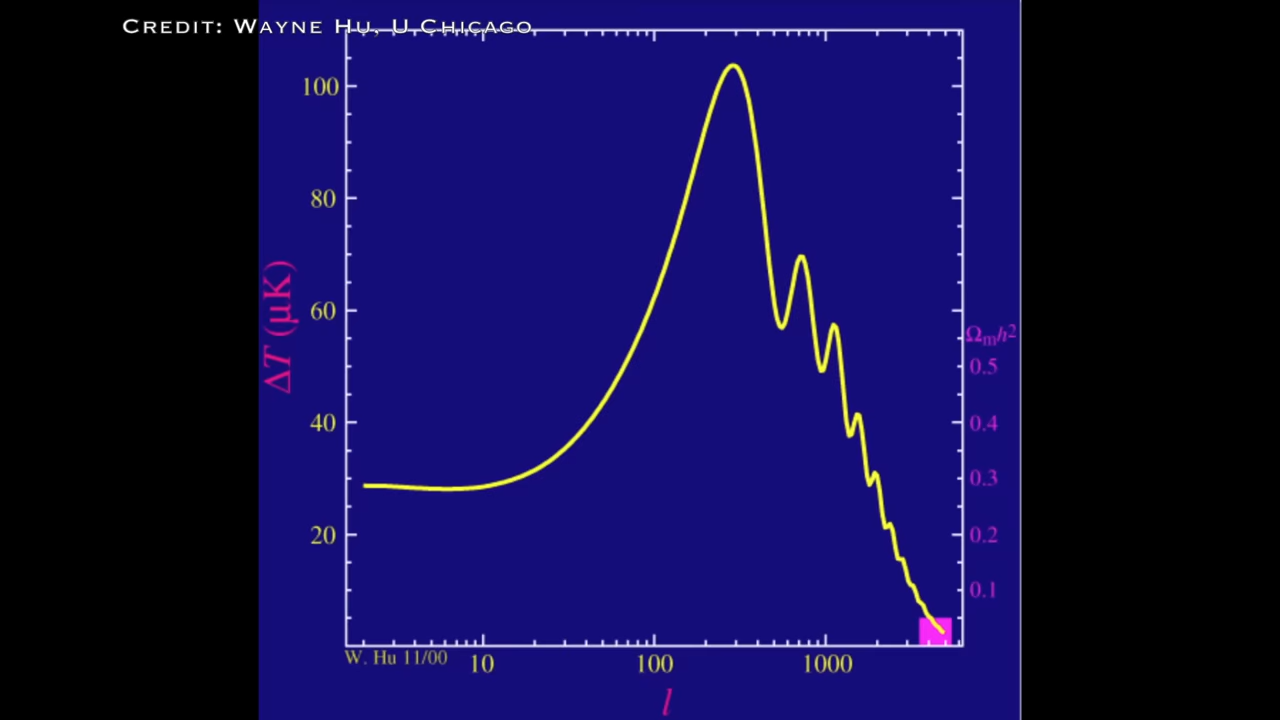 CREDIT: WAYNE HU, U CHICAGO
100
80
60
40
20
ΔT (μK)
Ωmh²
0.5
0.4
0.3
0.2
0.1
W. Hu 11/00
10
100
1000
l